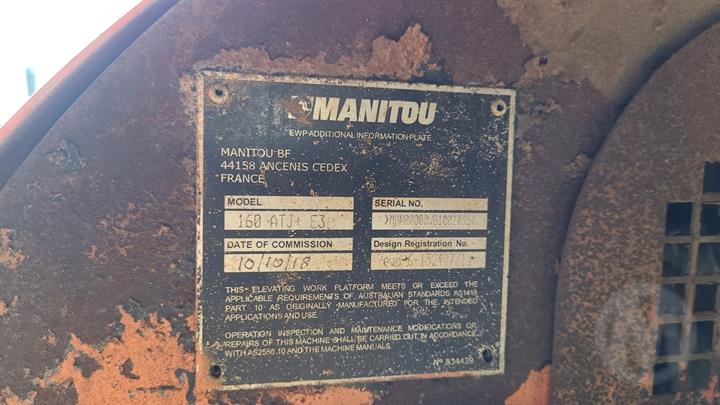 MANITOU
EWP ADDITIONAL INFORMATION PLATE
MANITOU BF
44158 ANCENIS CEDEX
FRANCE
MODEL
160 ATJ+ E3
SERIAL NO.
DATE OF COMMISSION
10/10/18
Design Registration No.
THIS ELEVATING WORK PLATFORM MEETS OR EXCEED THE
APPLICABLE REQUIREMENTS OF AUSTRALIAN STANDARDS AS1418
PART 10 AS ORIGINALLY MANUFACTURED FOR THE INTENDED
APPLICATIONS AND USE.
OPERATION INSPECTION AND MAINTENANCE MODIFICATIONS OR
REPAIRS OF THIS MACHINE SHALL BE CARRIED OUT IN ACCORDANCE
WITH AS2550.10 AND THE MACHINE MANUALS.
N° 834439